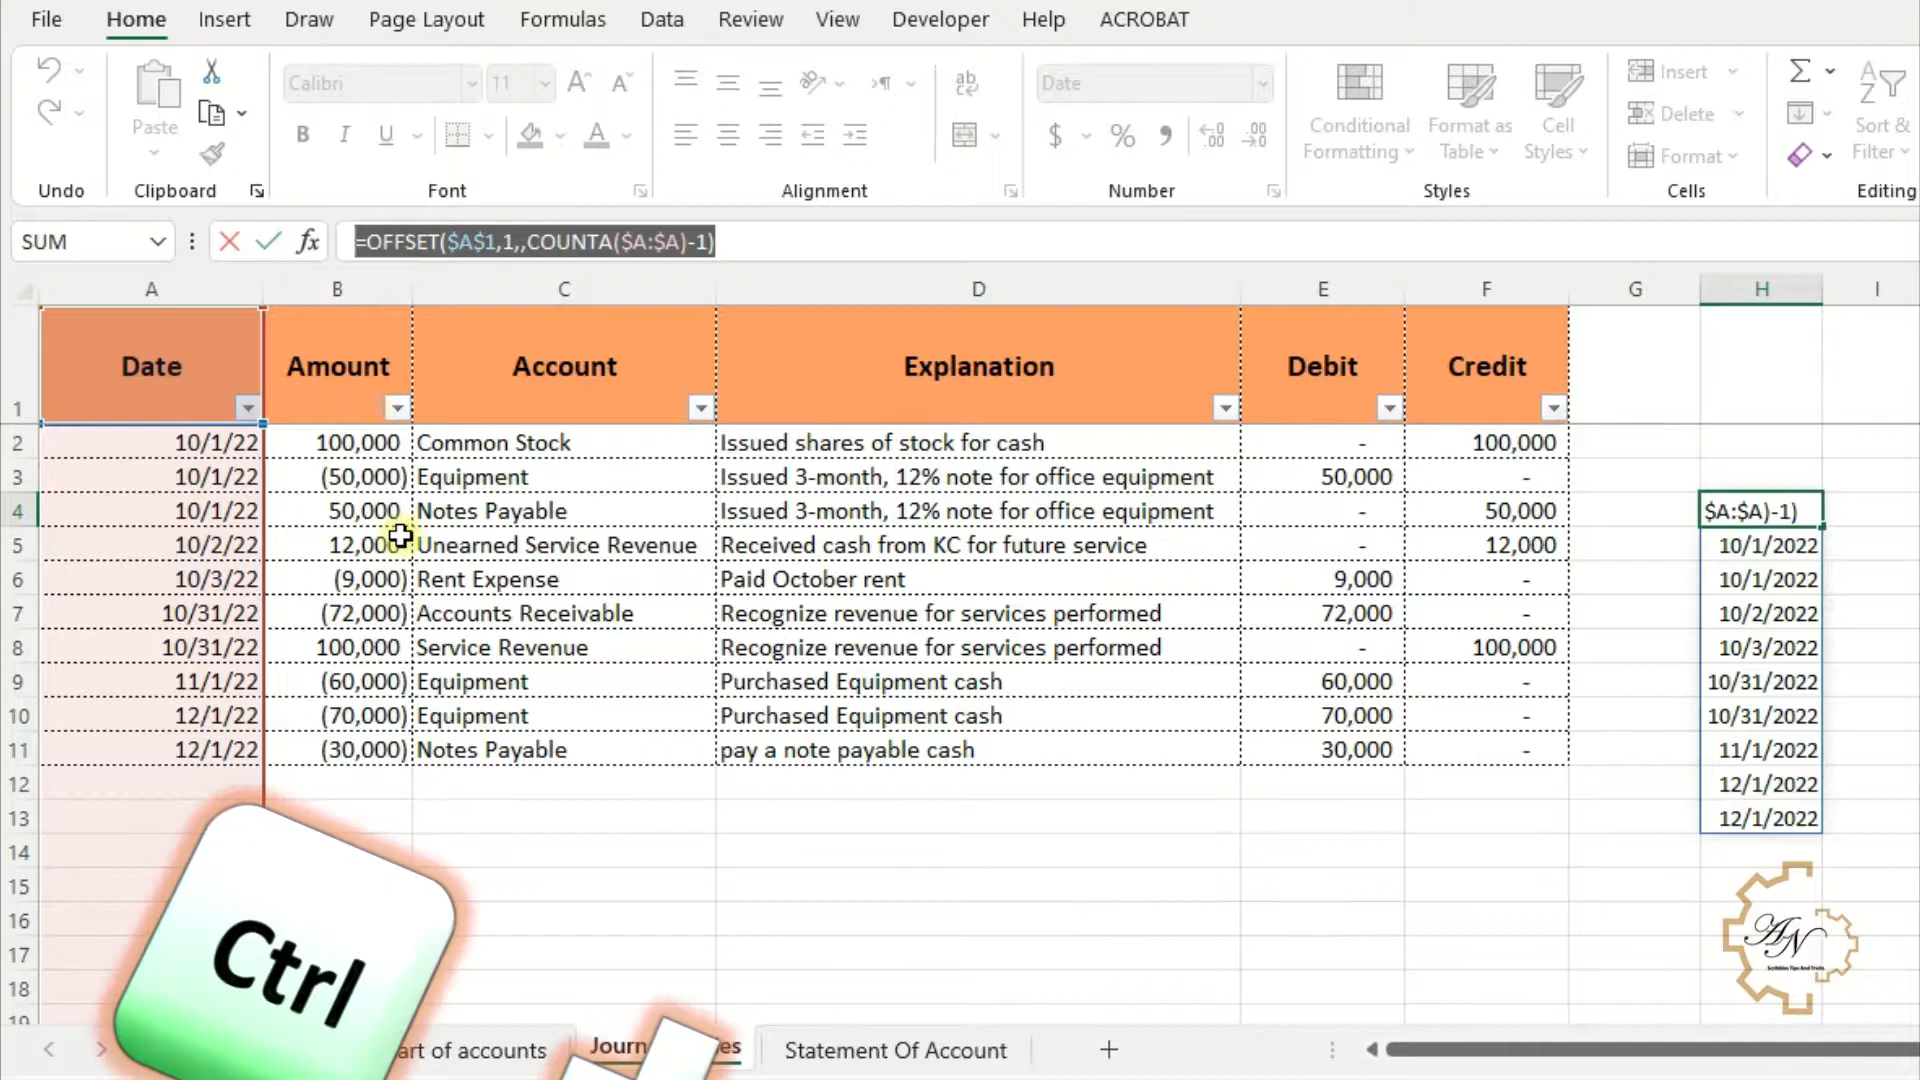 File Home Insert Draw Page Layout Formulas Data Review View Developer Help ACROBAT
Calibri 11 A^ Aˇ ab Date Insert
Paste B I U A $ % Conditional Formatting Format as Table Cell Styles Delete Sort & Filter
Format
Undo Clipboard Font Alignment Number Styles Cells Editing
SUM fx =OFFSET($A$1,1,,COUNTA($A:$A)-1)
A B C D E F G H I
1 Date Amount Account Explanation Debit Credit
2 10/1/22 100,000 Common Stock Issued shares of stock for cash - 100,000
3 10/1/22 (50,000) Equipment Issued 3-month, 12% note for office equipment 50,000 -
4 10/1/22 50,000 Notes Payable Issued 3-month, 12% note for office equipment - 50,000 $A:$A)-1)
5 10/2/22 12,000 Unearned Service Revenue Received cash from KC for future service - 12,000 10/1/2022
6 10/3/22 (9,000) Rent Expense Paid October rent 9,000 - 10/1/2022
7 10/31/22 (72,000) Accounts Receivable Recognize revenue for services performed 72,000 - 10/2/2022
8 10/31/22 100,000 Service Revenue Recognize revenue for services performed - 100,000 10/3/2022
9 11/1/22 (60,000) Equipment Purchased Equipment cash 60,000 - 10/31/2022
10 12/1/22 (70,000) Equipment Purchased Equipment cash 70,000 - 10/31/2022
11 12/1/22 (30,000) Notes Payable pay a note payable cash 30,000 - 11/1/2022
12 12/1/2022
13 12/1/2022
14
15
16
17
18
19
Ctrl
AN
Scribbles Tips And Tricks
art of accounts Journ es Statement Of Account +